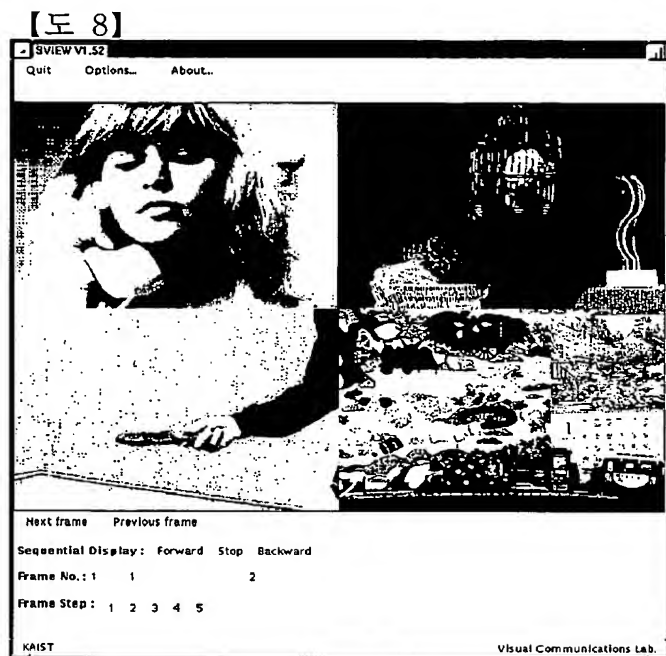 【도 8】
SVIEW V1.52
Quit Options... About...
Next frame Previous frame
Sequential Display: Forward Stop Backward
Frame No.: 1 1 2
Frame Step: 1 2 3 4 5
KAIST Visual Communications Lab.